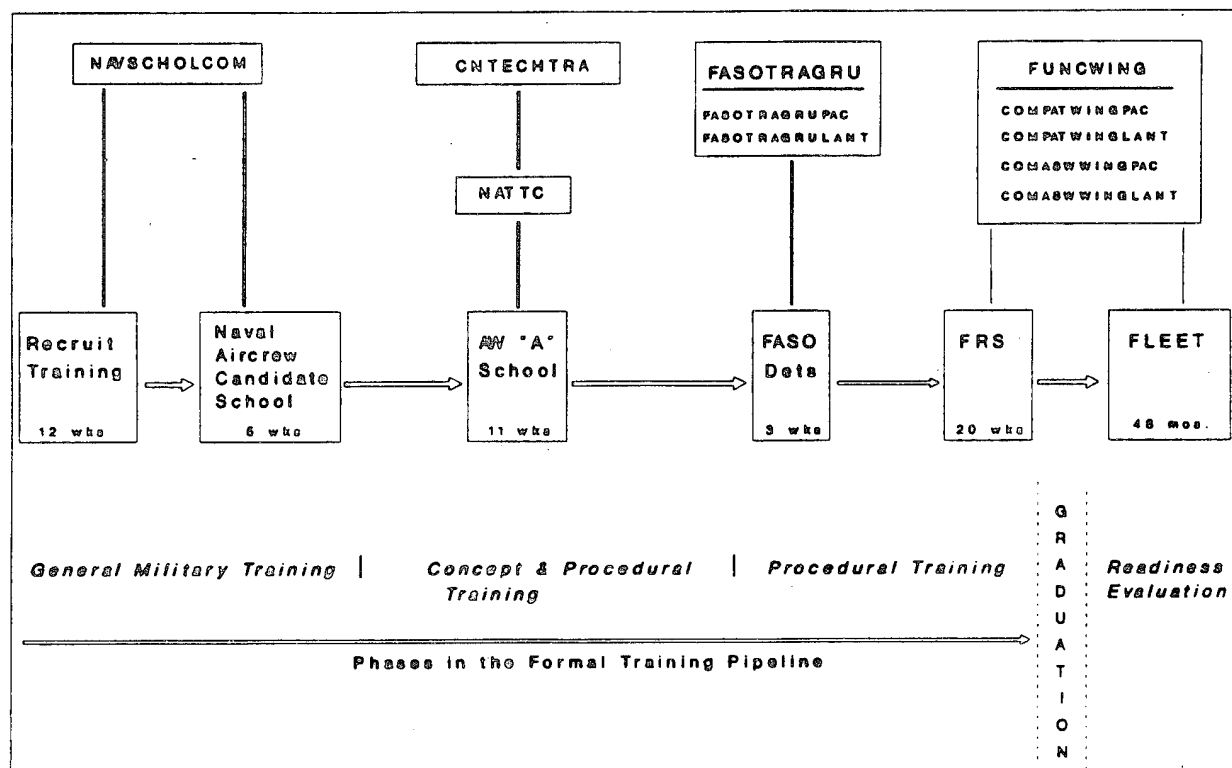 NAVSCHOLCOM
CNTECHTRA
NATTC
FASOTRAGRU
FASOTRAGRUPAC
FASOTRAGRULANT
FUNCWING
COMPATWINGPAC
COMPATWINGLANT
COMASWWINGPAC
COMASWWINGLANT
Recruit
Training
12 wks
Naval
Aircrew
Candidate
School
6 wks
AW "A"
School
11 wks
FASO
Dets
9 wks
FRS
20 wks
FLEET
48 mos.
General Military Training |
Concept & Procedural
Training
| Procedural Training
GRADUATION
Readiness
Evaluation
Phases in the Formal Training Pipeline